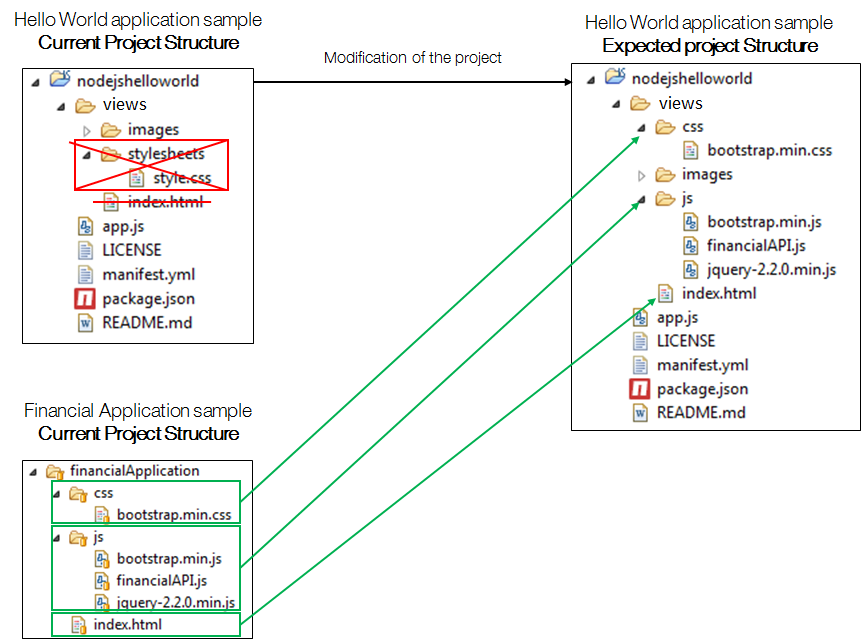 Hello World application sample
Current Project Structure
nodejshelloworld
views
images
stylesheets
style.css
index.html
app.js
LICENSE
manifest.yml
package.json
README.md
Modification of the project
Hello World application sample
Expected project Structure
nodejshelloworld
views
css
bootstrap.min.css
images
js
bootstrap.min.js
financialAPI.js
jquery-2.2.0.min.js
index.html
app.js
LICENSE
manifest.yml
package.json
README.md
Financial Application sample
Current Project Structure
financialApplication
css
bootstrap.min.css
js
bootstrap.min.js
financialAPI.js
jquery-2.2.0.min.js
index.html